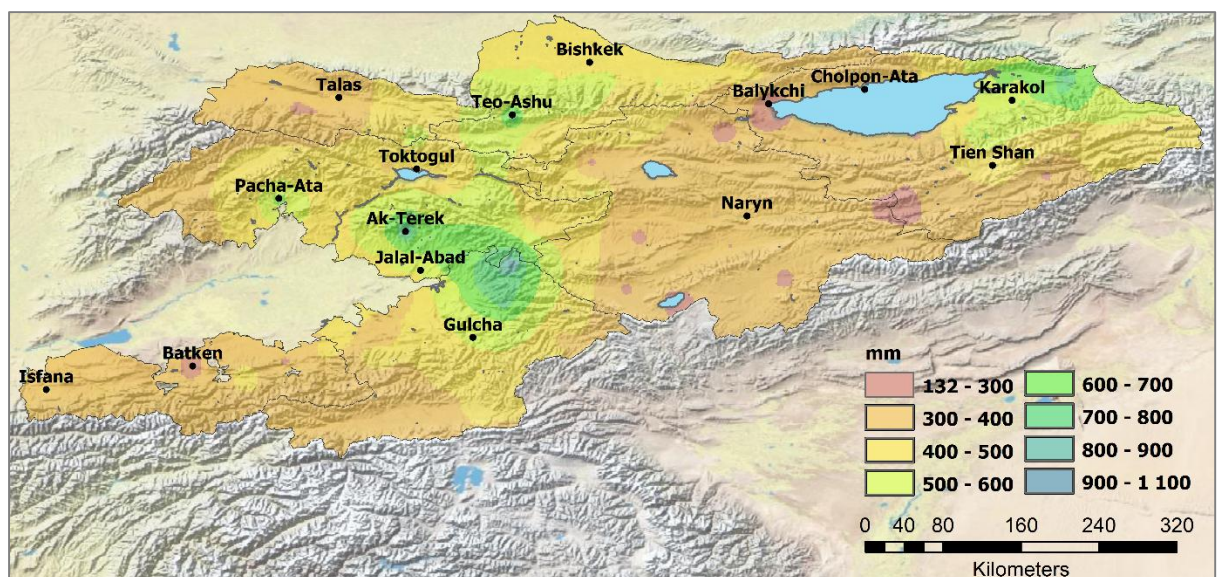 Bishkek
Talas
Cholpon-Ata
Balykchi
Karakol
Teo-Ashu
Toktogul
Tien Shan
Pacha-Ata
Naryn
Ak-Terek
Jalal-Abad
Gulcha
Batken
Isfana
mm
132 - 300
600 - 700
300 - 400
700 - 800
400 - 500
800 - 900
500 - 600
900 - 1 100
0 40 80 160 240 320
Kilometers